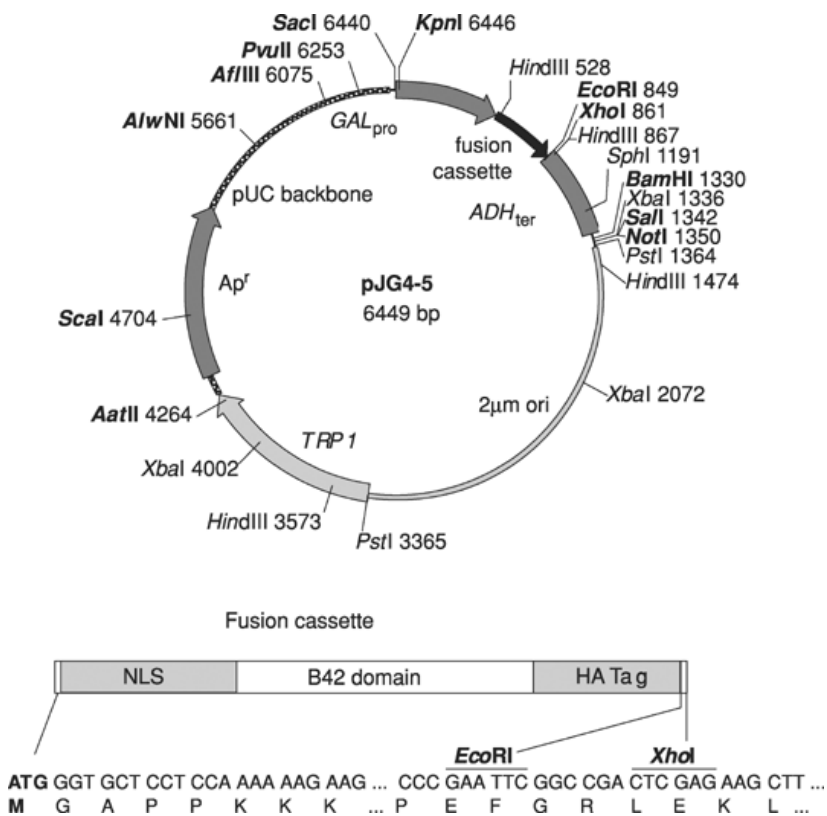 SacI 6440
KpnI 6446
PvuII 6253
AflIII 6075
AlwNI 5661
HindIII 528
EcoRI 849
XhoI 861
HindIII 867
SphI 1191
BamHI 1330
XbaI 1336
SalI 1342
NotI 1350
PstI 1364
HindIII 1474
GALpro
fusion
cassette
ADHter
pUC backbone
Apr
pJG4-5
6449 bp
ScaI 4704
XbaI 2072
2μm ori
AatII 4264
TRP1
XbaI 4002
HindIII 3573
PstI 3365
Fusion cassette
NLS B42 domain HA Tag
EcoRI XhoI
ATG GGT GCT CCT CCA AAA AAG AAG ... CCC GAA TTC GGC CGA CTC GAG AAG CTT ...
M G A P P K K K ... P E F G R L E K L ...